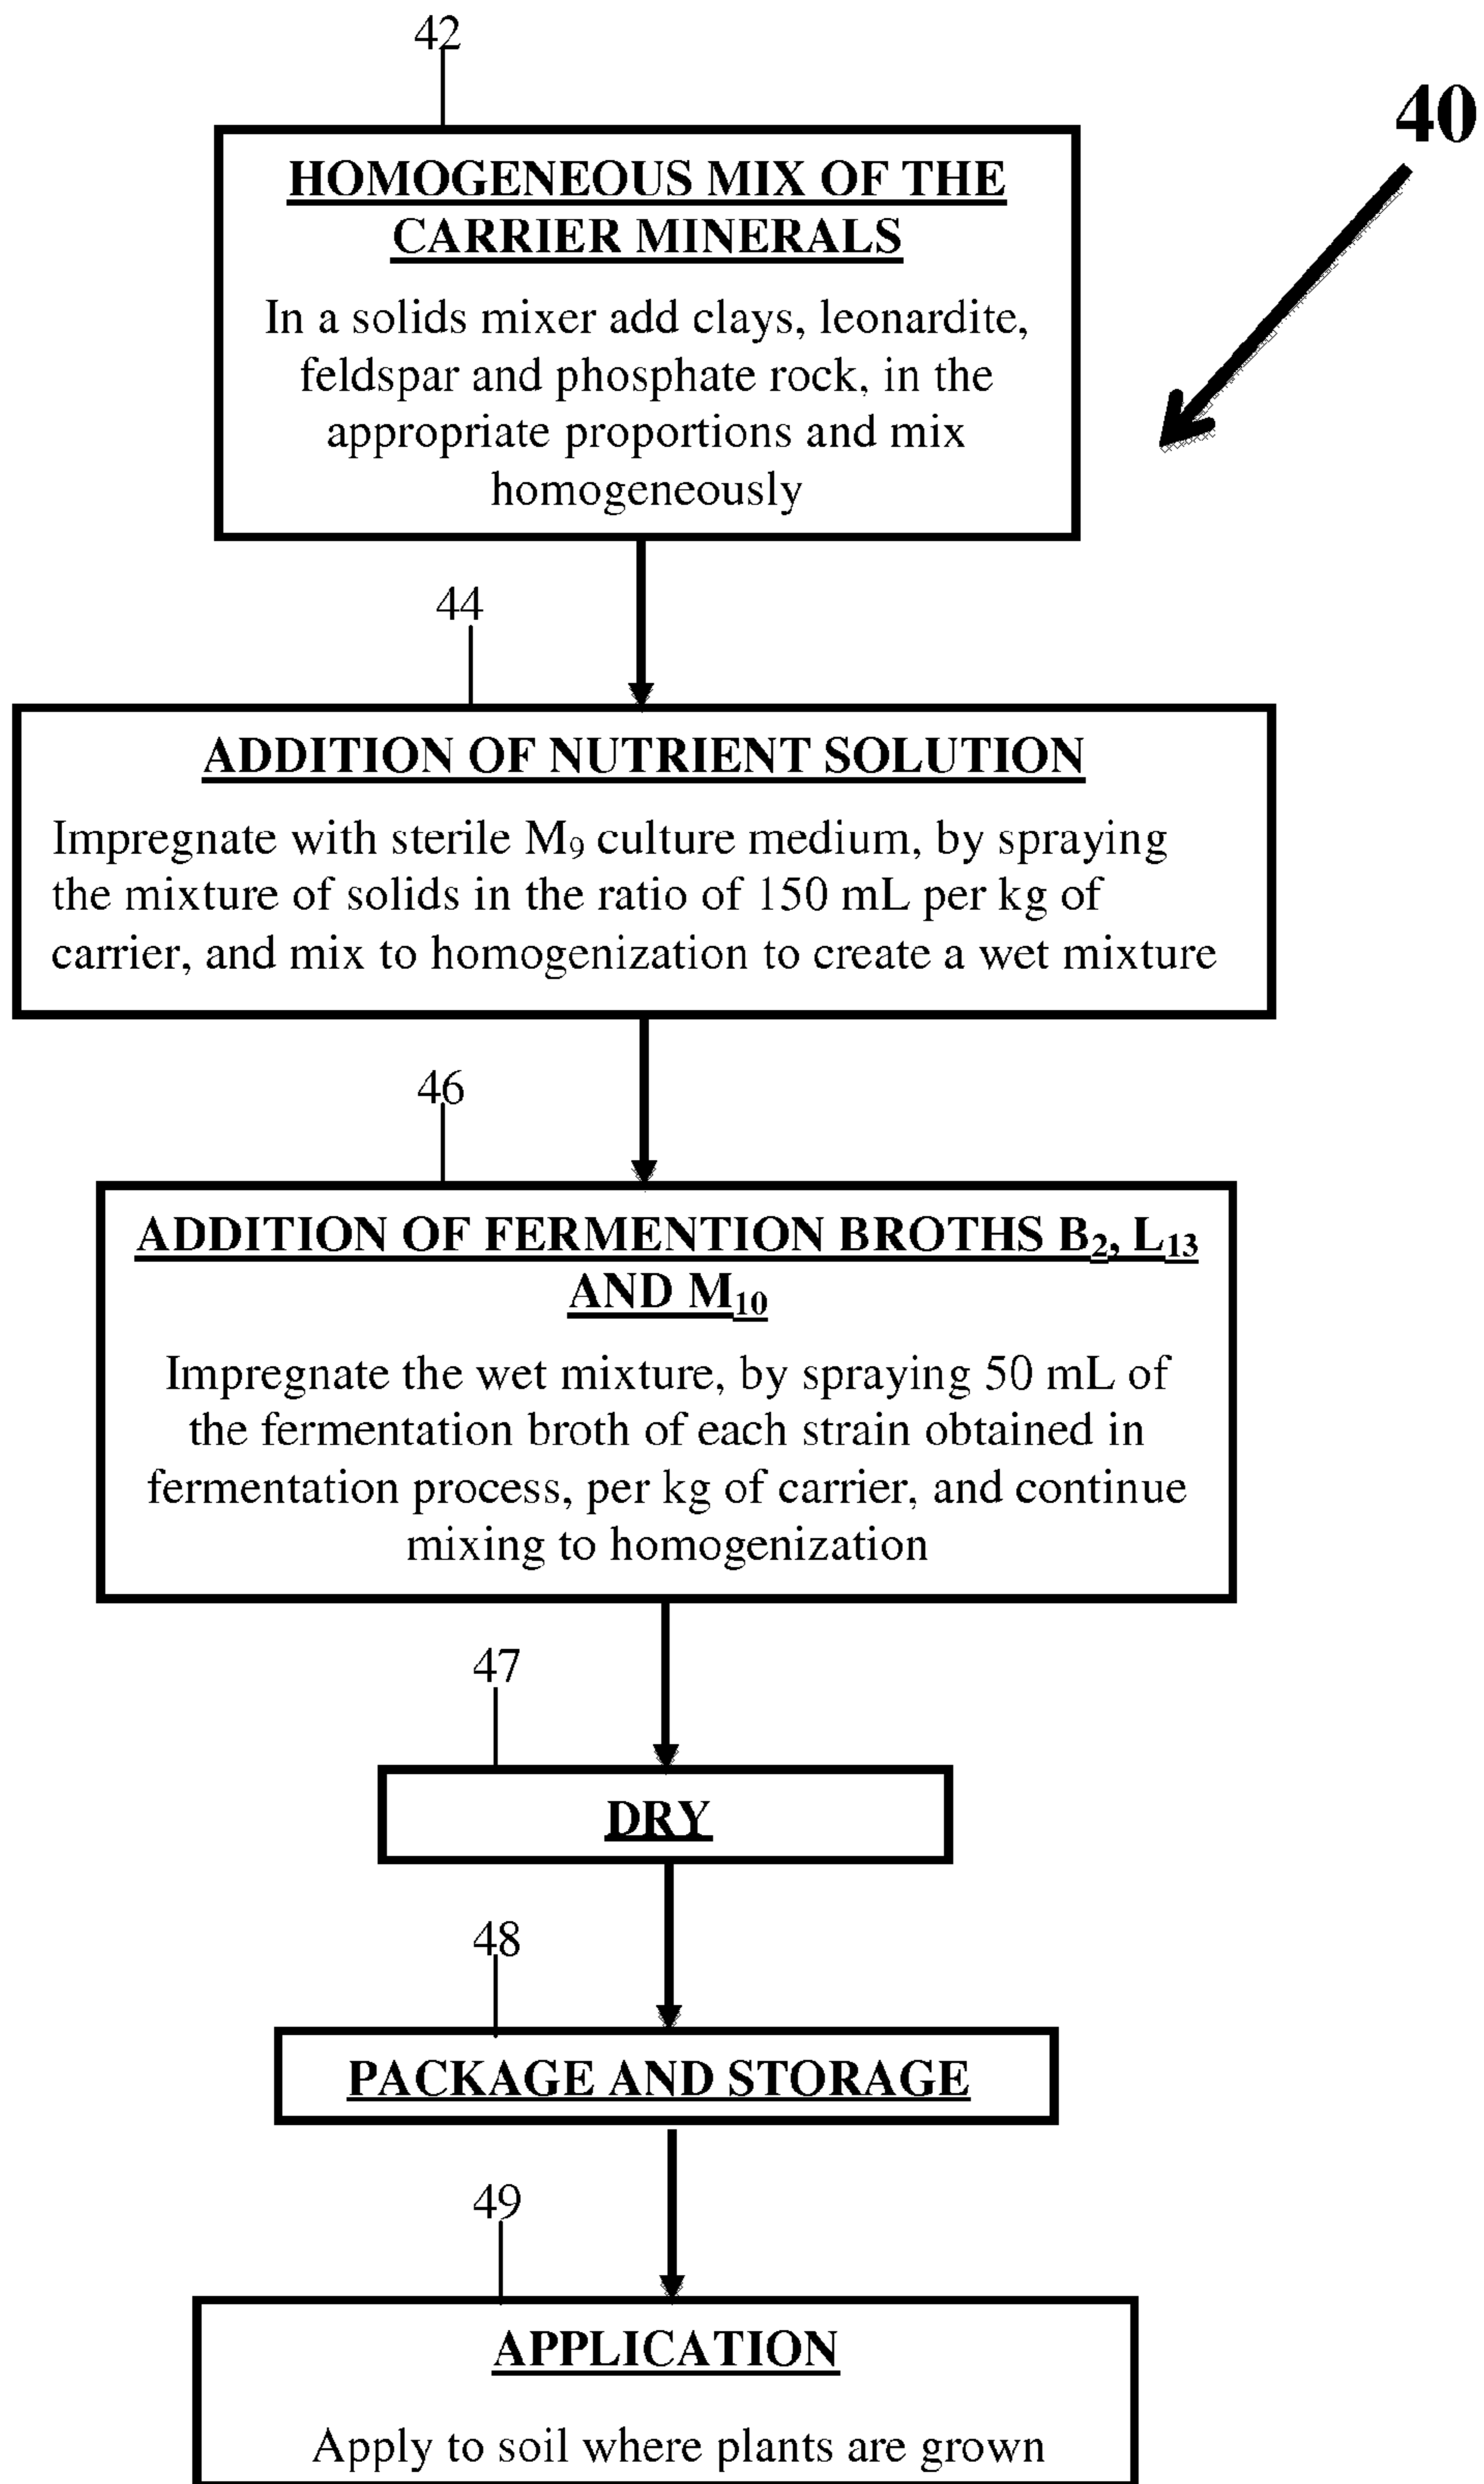 42
40
HOMOGENEOUS MIX OF THE
CARRIER MINERALS
In a solids mixer add clays, leonardite,
feldspar and phosphate rock, in the
appropriate proportions and mix
homogeneously
44
ADDITION OF NUTRIENT SOLUTION
Impregnate with sterile M₉ culture medium, by spraying
the mixture of solids in the ratio of 150 mL per kg of
carrier, and mix to homogenization to create a wet mixture
46
ADDITION OF FERMENTION BROTHS B₂, L₁₃
AND M₁₀
Impregnate the wet mixture, by spraying 50 mL of
the fermentation broth of each strain obtained in
fermentation process, per kg of carrier, and continue
mixing to homogenization
47
DRY
48
PACKAGE AND STORAGE
49
APPLICATION
Apply to soil where plants are grown